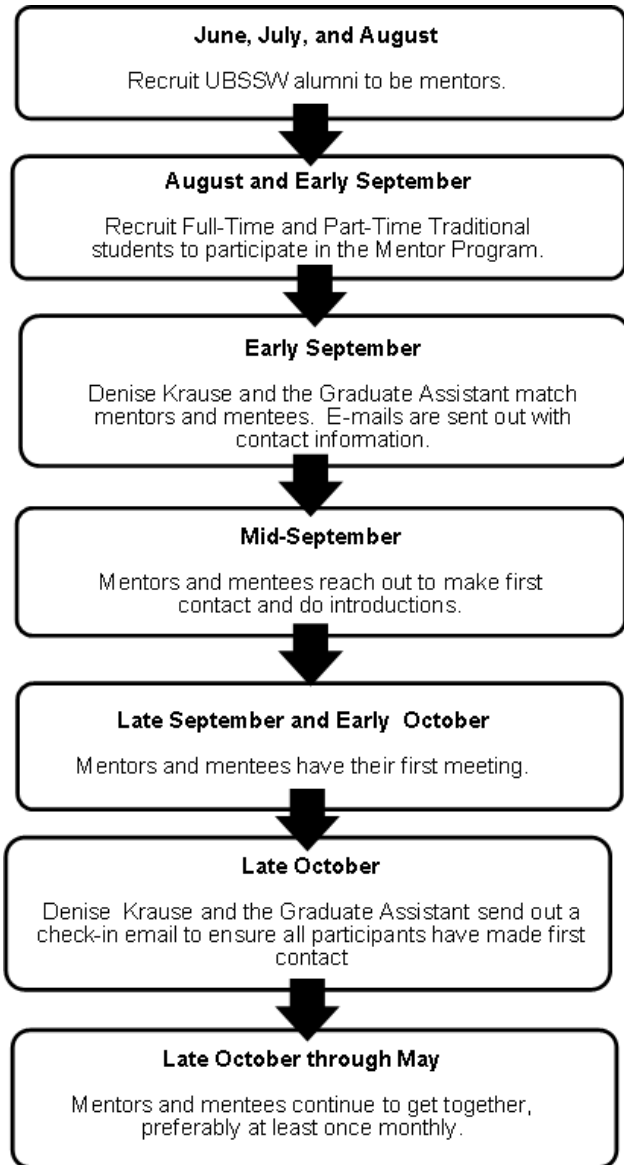 June, July, and August
Recruit UBSSW alumni to be mentors.
August and Early September
Recruit Full-Time and Part-Time Traditional
students to participate in the Mentor Program.
Early September
Denise Krause and the Graduate Assistant match
mentors and mentees. E-mails are sent out with
contact information.
Mid-September
Mentors and mentees reach out to make first
contact and do introductions.
Late September and Early October
Mentors and mentees have their first meeting.
Late October
Denise Krause and the Graduate Assistant send out a
check-in email to ensure all participants have made first
contact
Late October through May
Mentors and mentees continue to get together,
preferably at least once monthly.